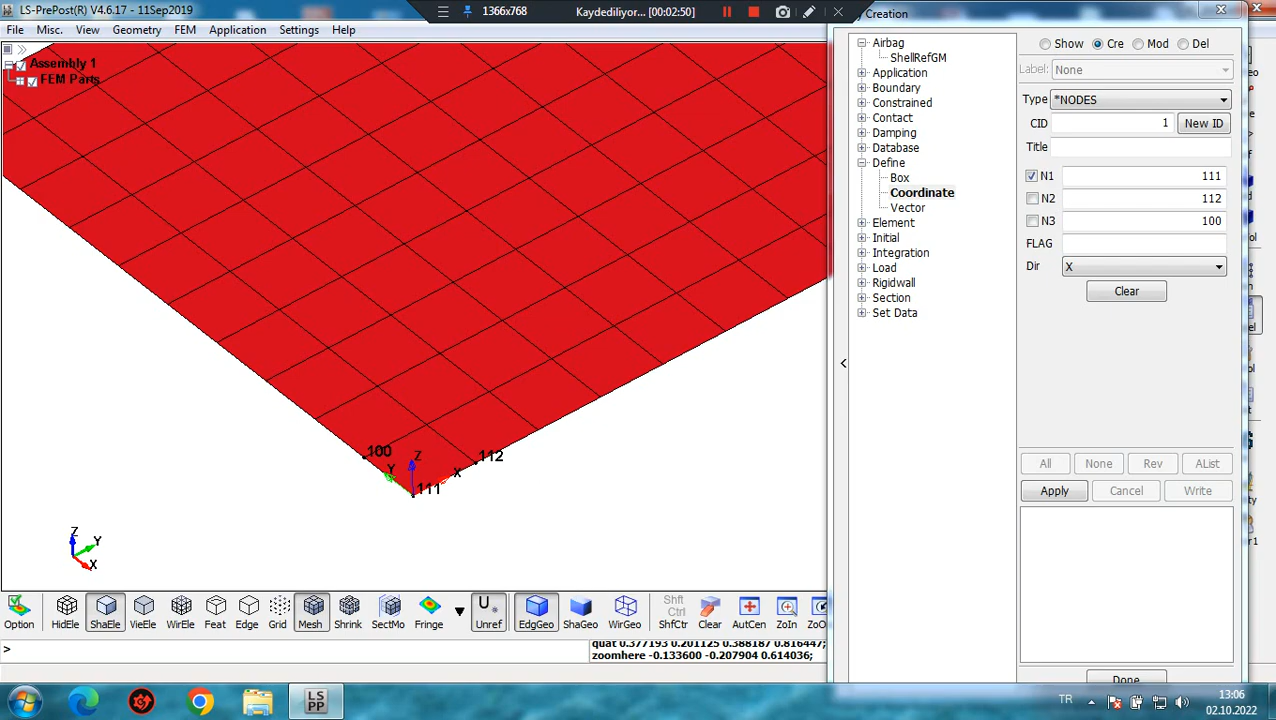 LS-PrePost(R) V4.6.17 - 11Sep2019
1366x768
Kaydediliyor... [00:02:50]
Creation
File Misc. View Geometry FEM Application Settings Help
Assembly 1
FEM Parts
100
112
111
Z
Y
X
Z
Y
X
Airbag
ShellRefGM
Application
Boundary
Constrained
Contact
Damping
Database
Define
Box
Coordinate
Vector
Element
Initial
Integration
Load
Rigidwall
Section
Set Data
Show Cre Mod Del
Label: None
Type *NODES
CID 1 New ID
Title
N1 111
N2 112
N3 100
FLAG
Dir X
Clear
All None Rev AList
Apply Cancel Write
Done
Option HidEle ShaEle VieEle WirEle Feat Edge Grid Mesh Shrink SectMo Fringe Unref EdgGeo ShaGeo WirGeo ShfCtr Clear AutCen ZoIn ZoO
U
Shft
Ctrl
>
quat 0.377193 0.201125 0.388187 0.816447;
zoomhere -0.133600 -0.207904 0.614036;
LS
PP
TR
13:06
02.10.2022